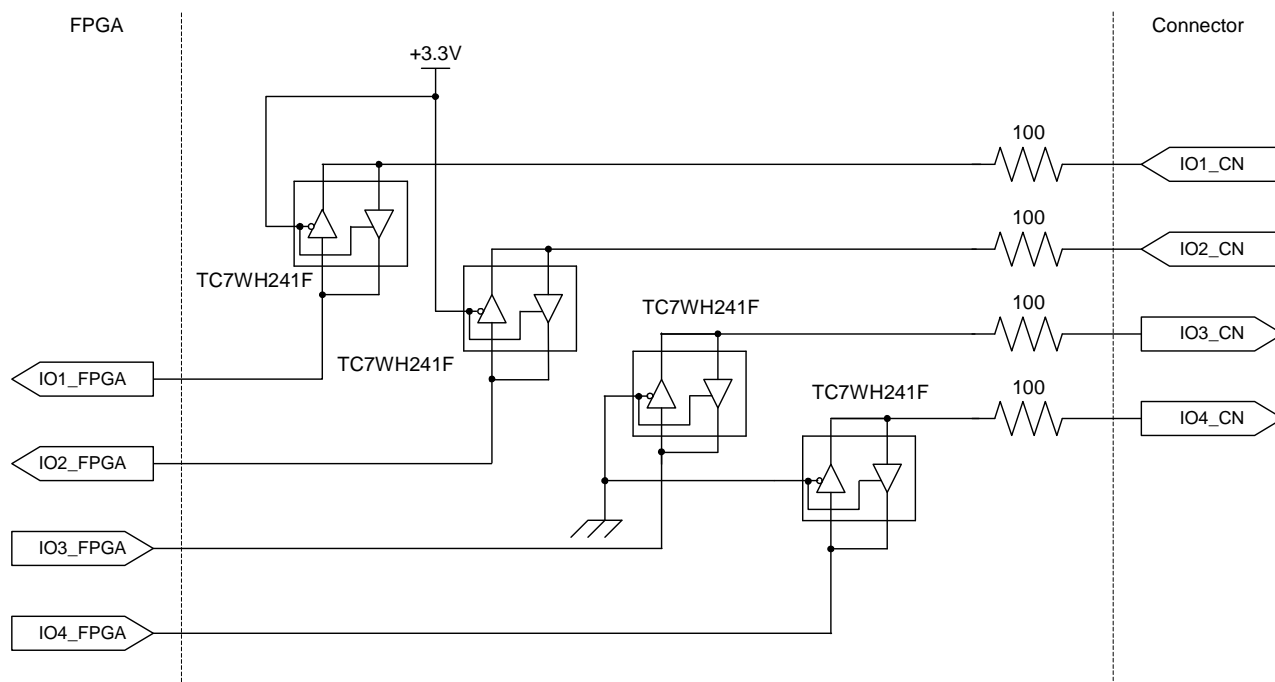 FPGA
Connector
+3.3V
100
IO1_CN
100
IO2_CN
TC7WH241F
100
TC7WH241F
IO3_CN
TC7WH241F
IO1_FPGA
100
TC7WH241F
IO4_CN
IO2_FPGA
IO3_FPGA
IO4_FPGA